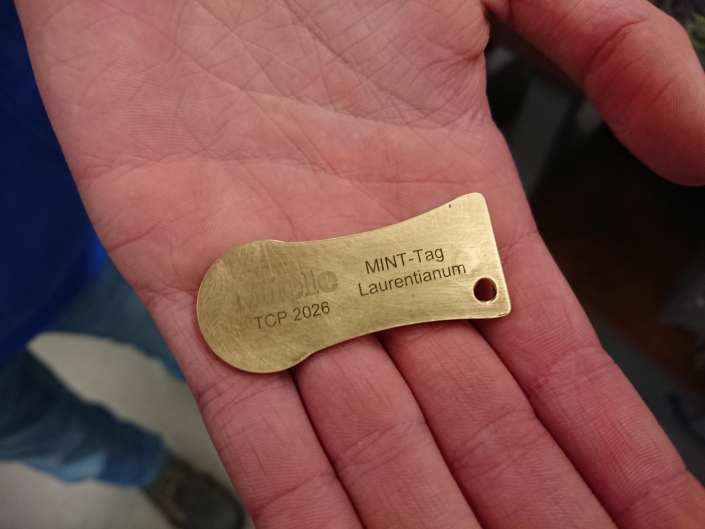 Miele
TCP 2026
MINT-Tag
Laurentianum